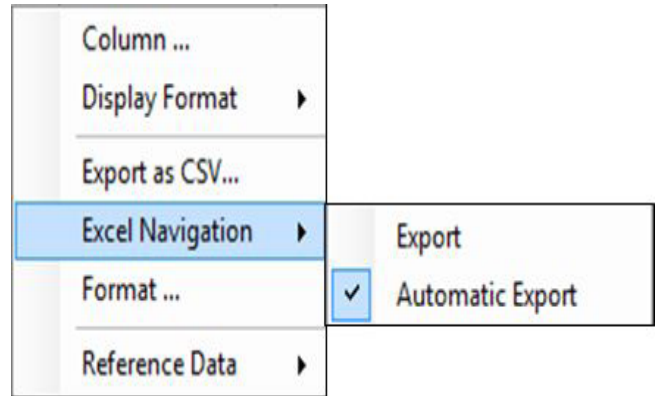 Column ...
Display Format
Export as CSV...
Excel Navigation
Export
Format ...
Automatic Export
Reference Data